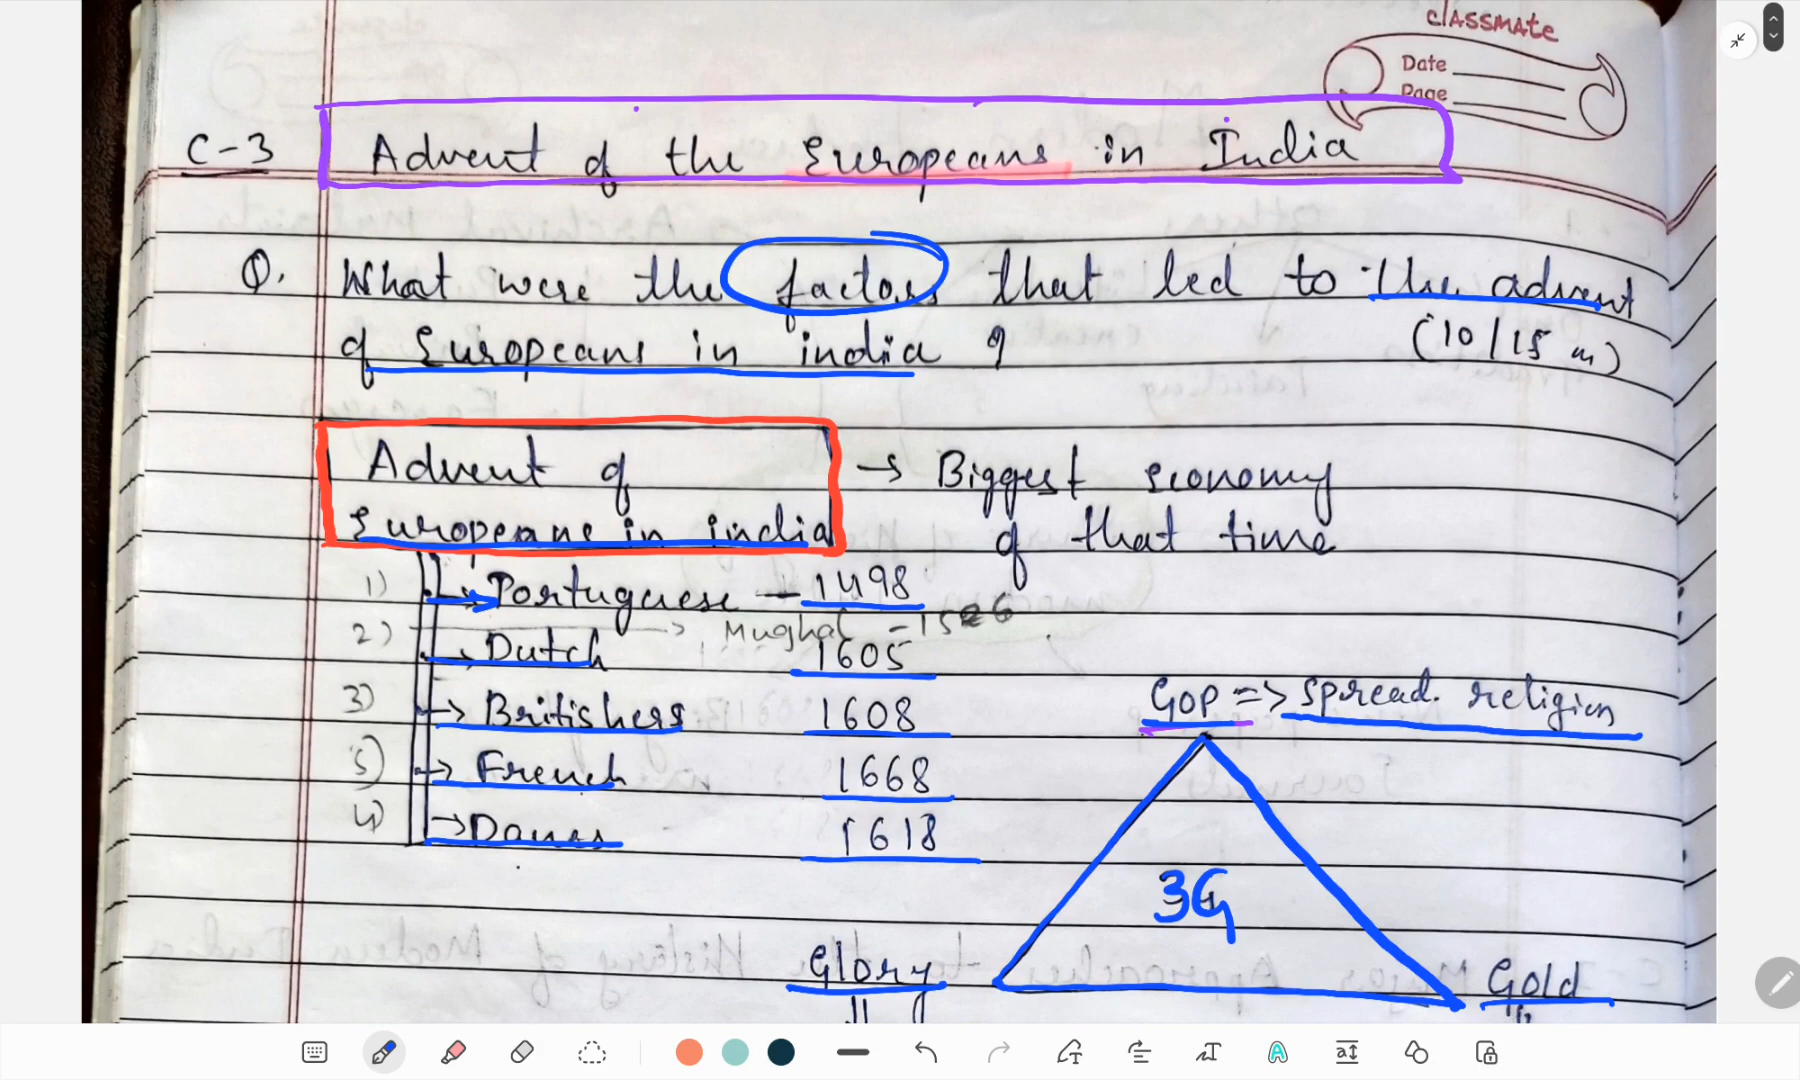 classmate
Date
Page
C-3 Advent of the Europeans in India
Q. What were the factors that led to the advent
of Europeans in india ? (10/15 m)
Advent of → Biggest economy
Europeans in india of that time
1) → Portuguese - 1498
→ Mughal - 1526
2) → Dutch 1605
3) → Britishers 1608
GOD => spread religion
5) → French 1668
4) → Danes 1618
3G
Glory Gold